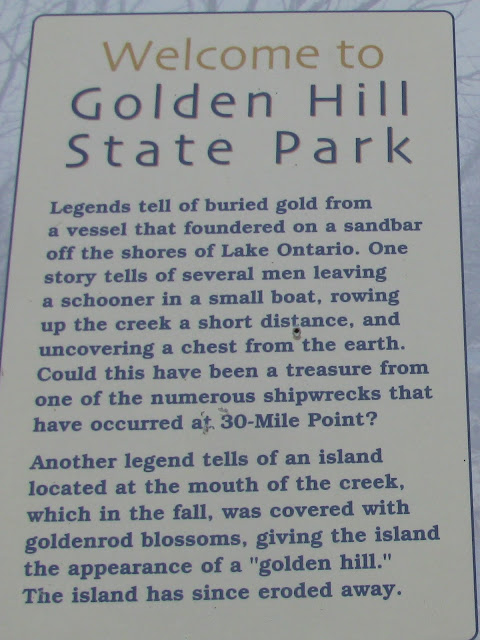 Welcome to
Golden Hill
State Park
Legends tell of buried gold from
a vessel that foundered on a sandbar
off the shores of Lake Ontario. One
story tells of several men leaving
a schooner in a small boat, rowing
up the creek a short distance, and
uncovering a chest from the earth.
Could this have been a treasure from
one of the numerous shipwrecks that
have occurred at 30-Mile Point?
Another legend tells of an island
located at the mouth of the creek,
which in the fall, was covered with
goldenrod blossoms, giving the island
the appearance of a "golden hill."
The island has since eroded away.